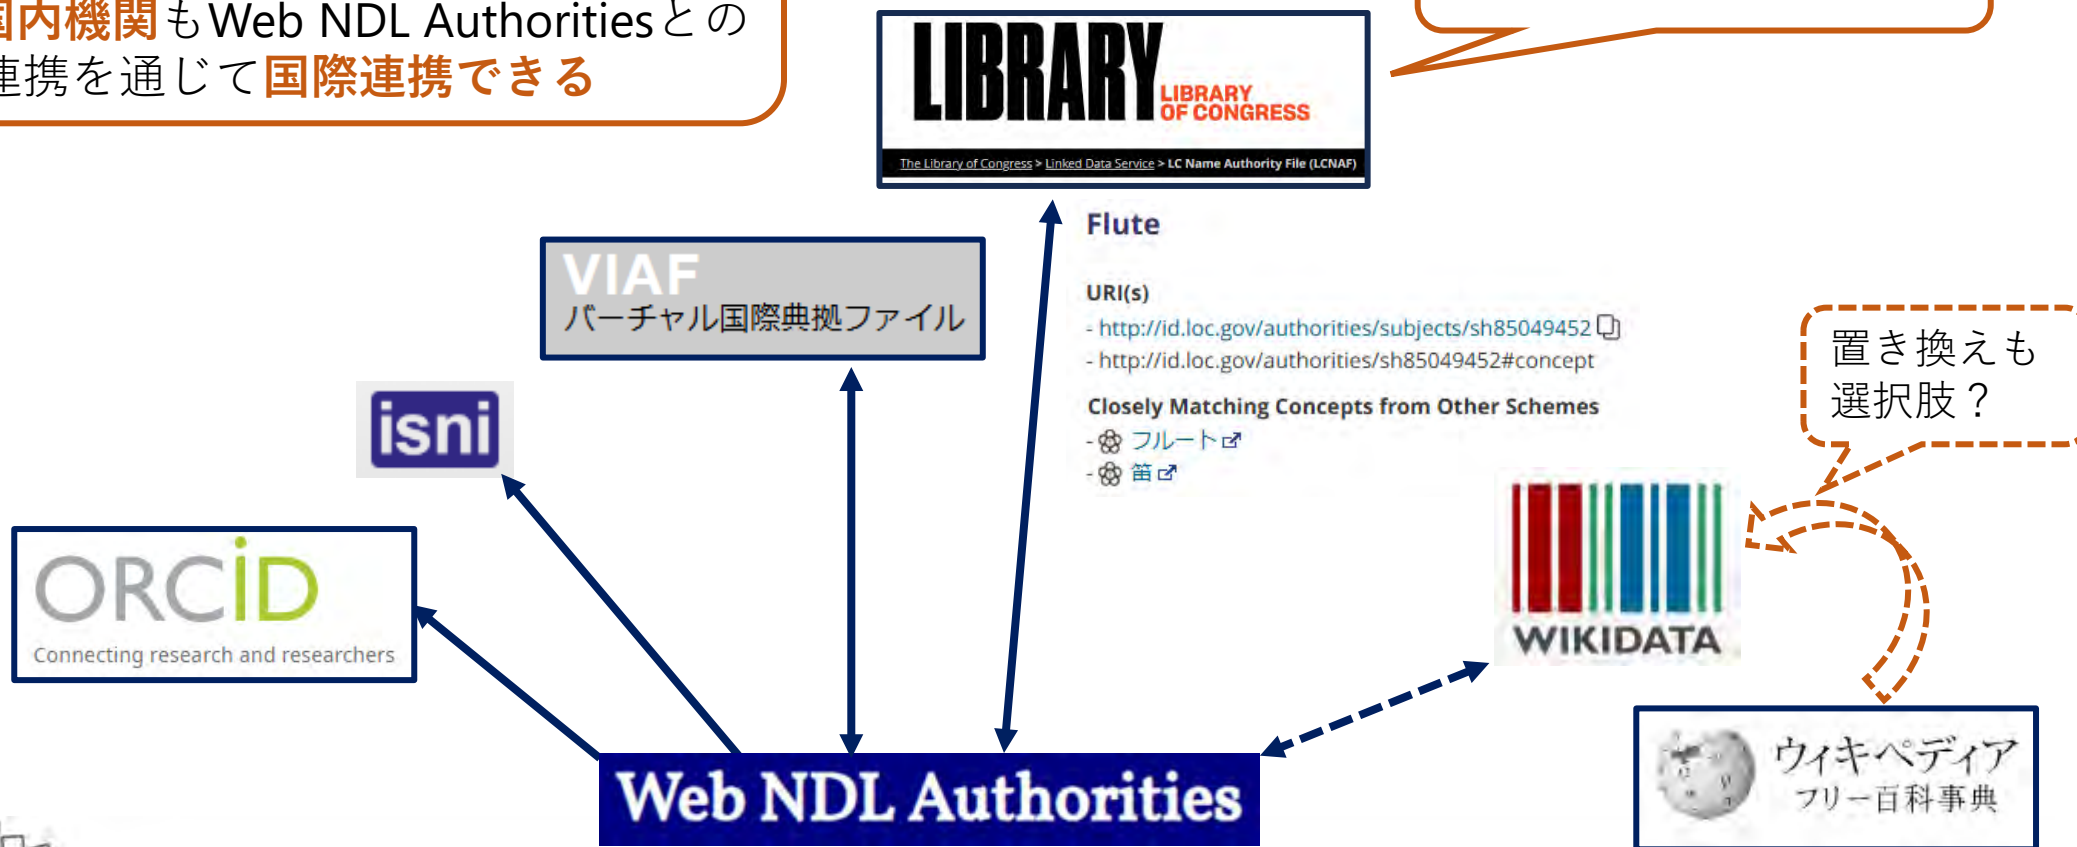 国内機関もWeb NDL Authoritiesとの
連携を通じて国際連携できる
LIBRARY
LIBRARY
OF CONGRESS
The Library of Congress > Linked Data Service > LC Name Authority File (LCNAF)
Flute
URI(s)
- http://id.loc.gov/authorities/subjects/sh85049452
- http://id.loc.gov/authorities/sh85049452#concept
Closely Matching Concepts from Other Schemes
- フルート
- 笛
VIAF
バーチャル国際典拠ファイル
isni
ORCiD
Connecting research and researchers
置き換えも
選択肢？
WIKIDATA
ウィキペディア
フリー百科事典
Web NDL Authorities